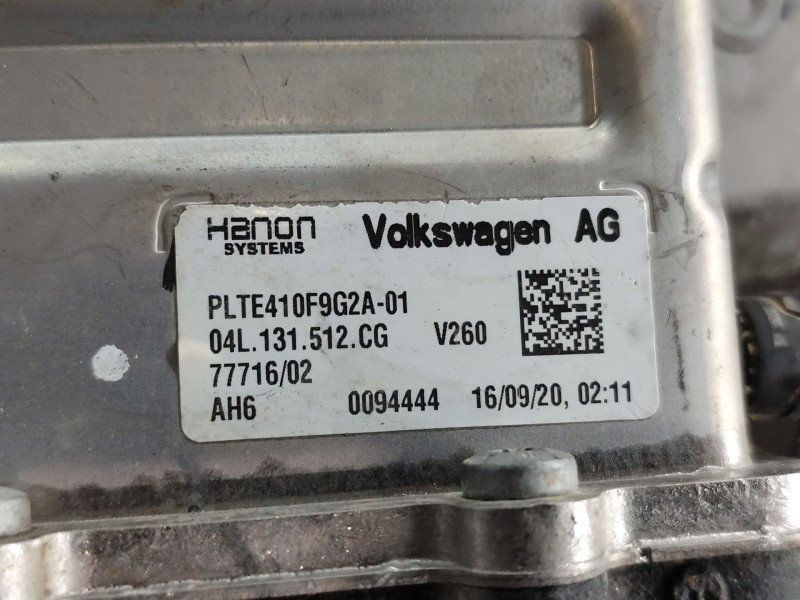 Hanon SYSTEMS Volkswagen AG
PLTE410F9G2A-01
04L.131.512.CG V260
77716/02
AH6 0094444 16/09/20, 02:11